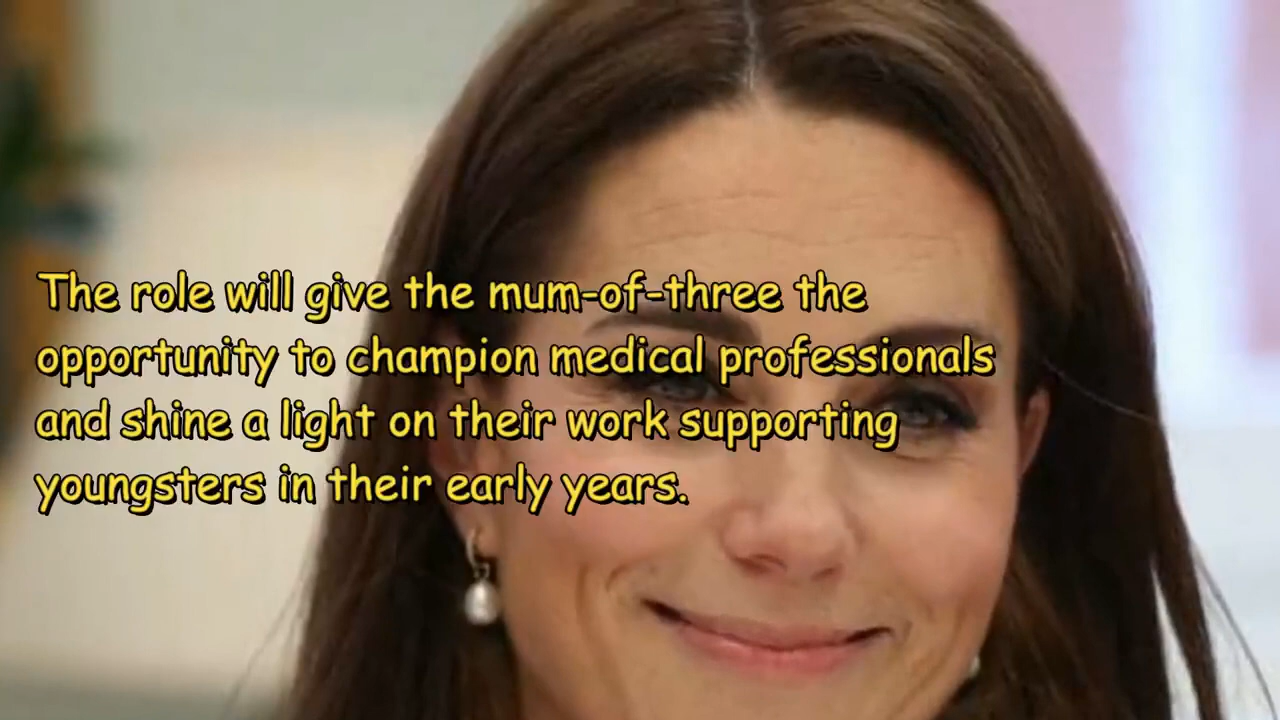 The role will give the mum-of-three the
opportunity to champion medical professionals
and shine a light on their work supporting
youngsters in their early years.